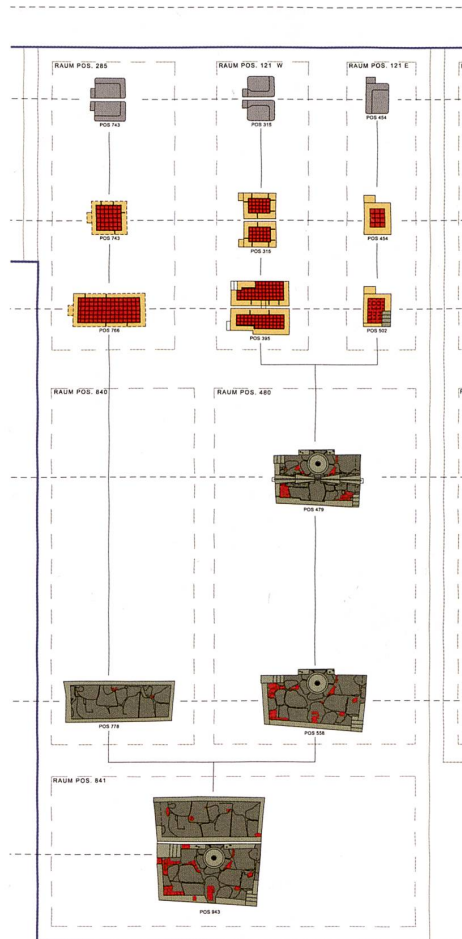 RAUM POS. 285
RAUM POS. 121 W
RAUM POS. 121 E
POS 743
POS 315
POS 454
POS 743
POS 315
POS 454
POS 766
POS 395
POS 502
RAUM POS. 840
RAUM POS. 480
POS 479
POS 778
POS 558
RAUM POS. 841
POS 943